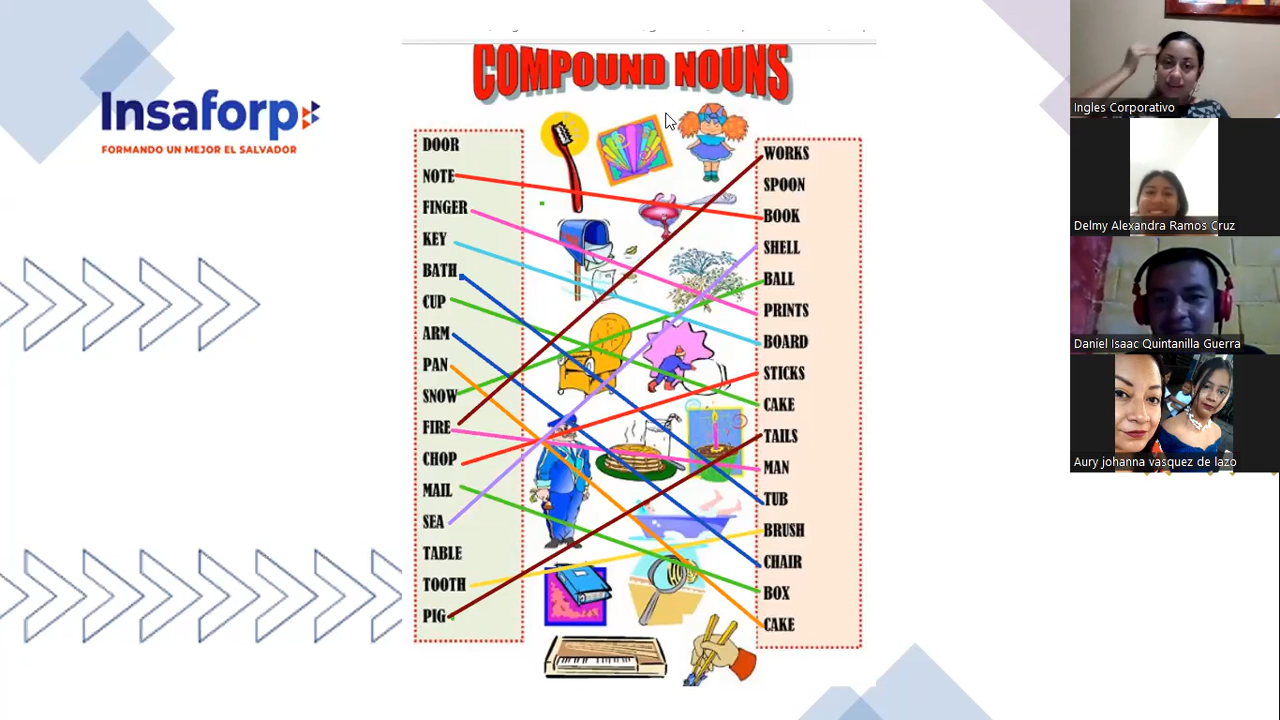 COMPOUND NOUNS
Insaforp
FORMANDO UN MEJOR EL SALVADOR
DOOR
NOTE
FINGER
KEY
BATH
CUP
ARM
PAN
SNOW
FIRE
CHOP
MAIL
SEA
TABLE
TOOTH
PIG
WORKS
SPOON
BOOK
SHELL
BALL
PRINTS
BOARD
STICKS
CAKE
TAILS
MAN
TUB
BRUSH
CHAIR
BOX
CAKE
Ingles Corporativo
Delmy Alexandra Ramos Cruz
Daniel Isaac Quintanilla Guerra
Aury johanna vasquez de lazo